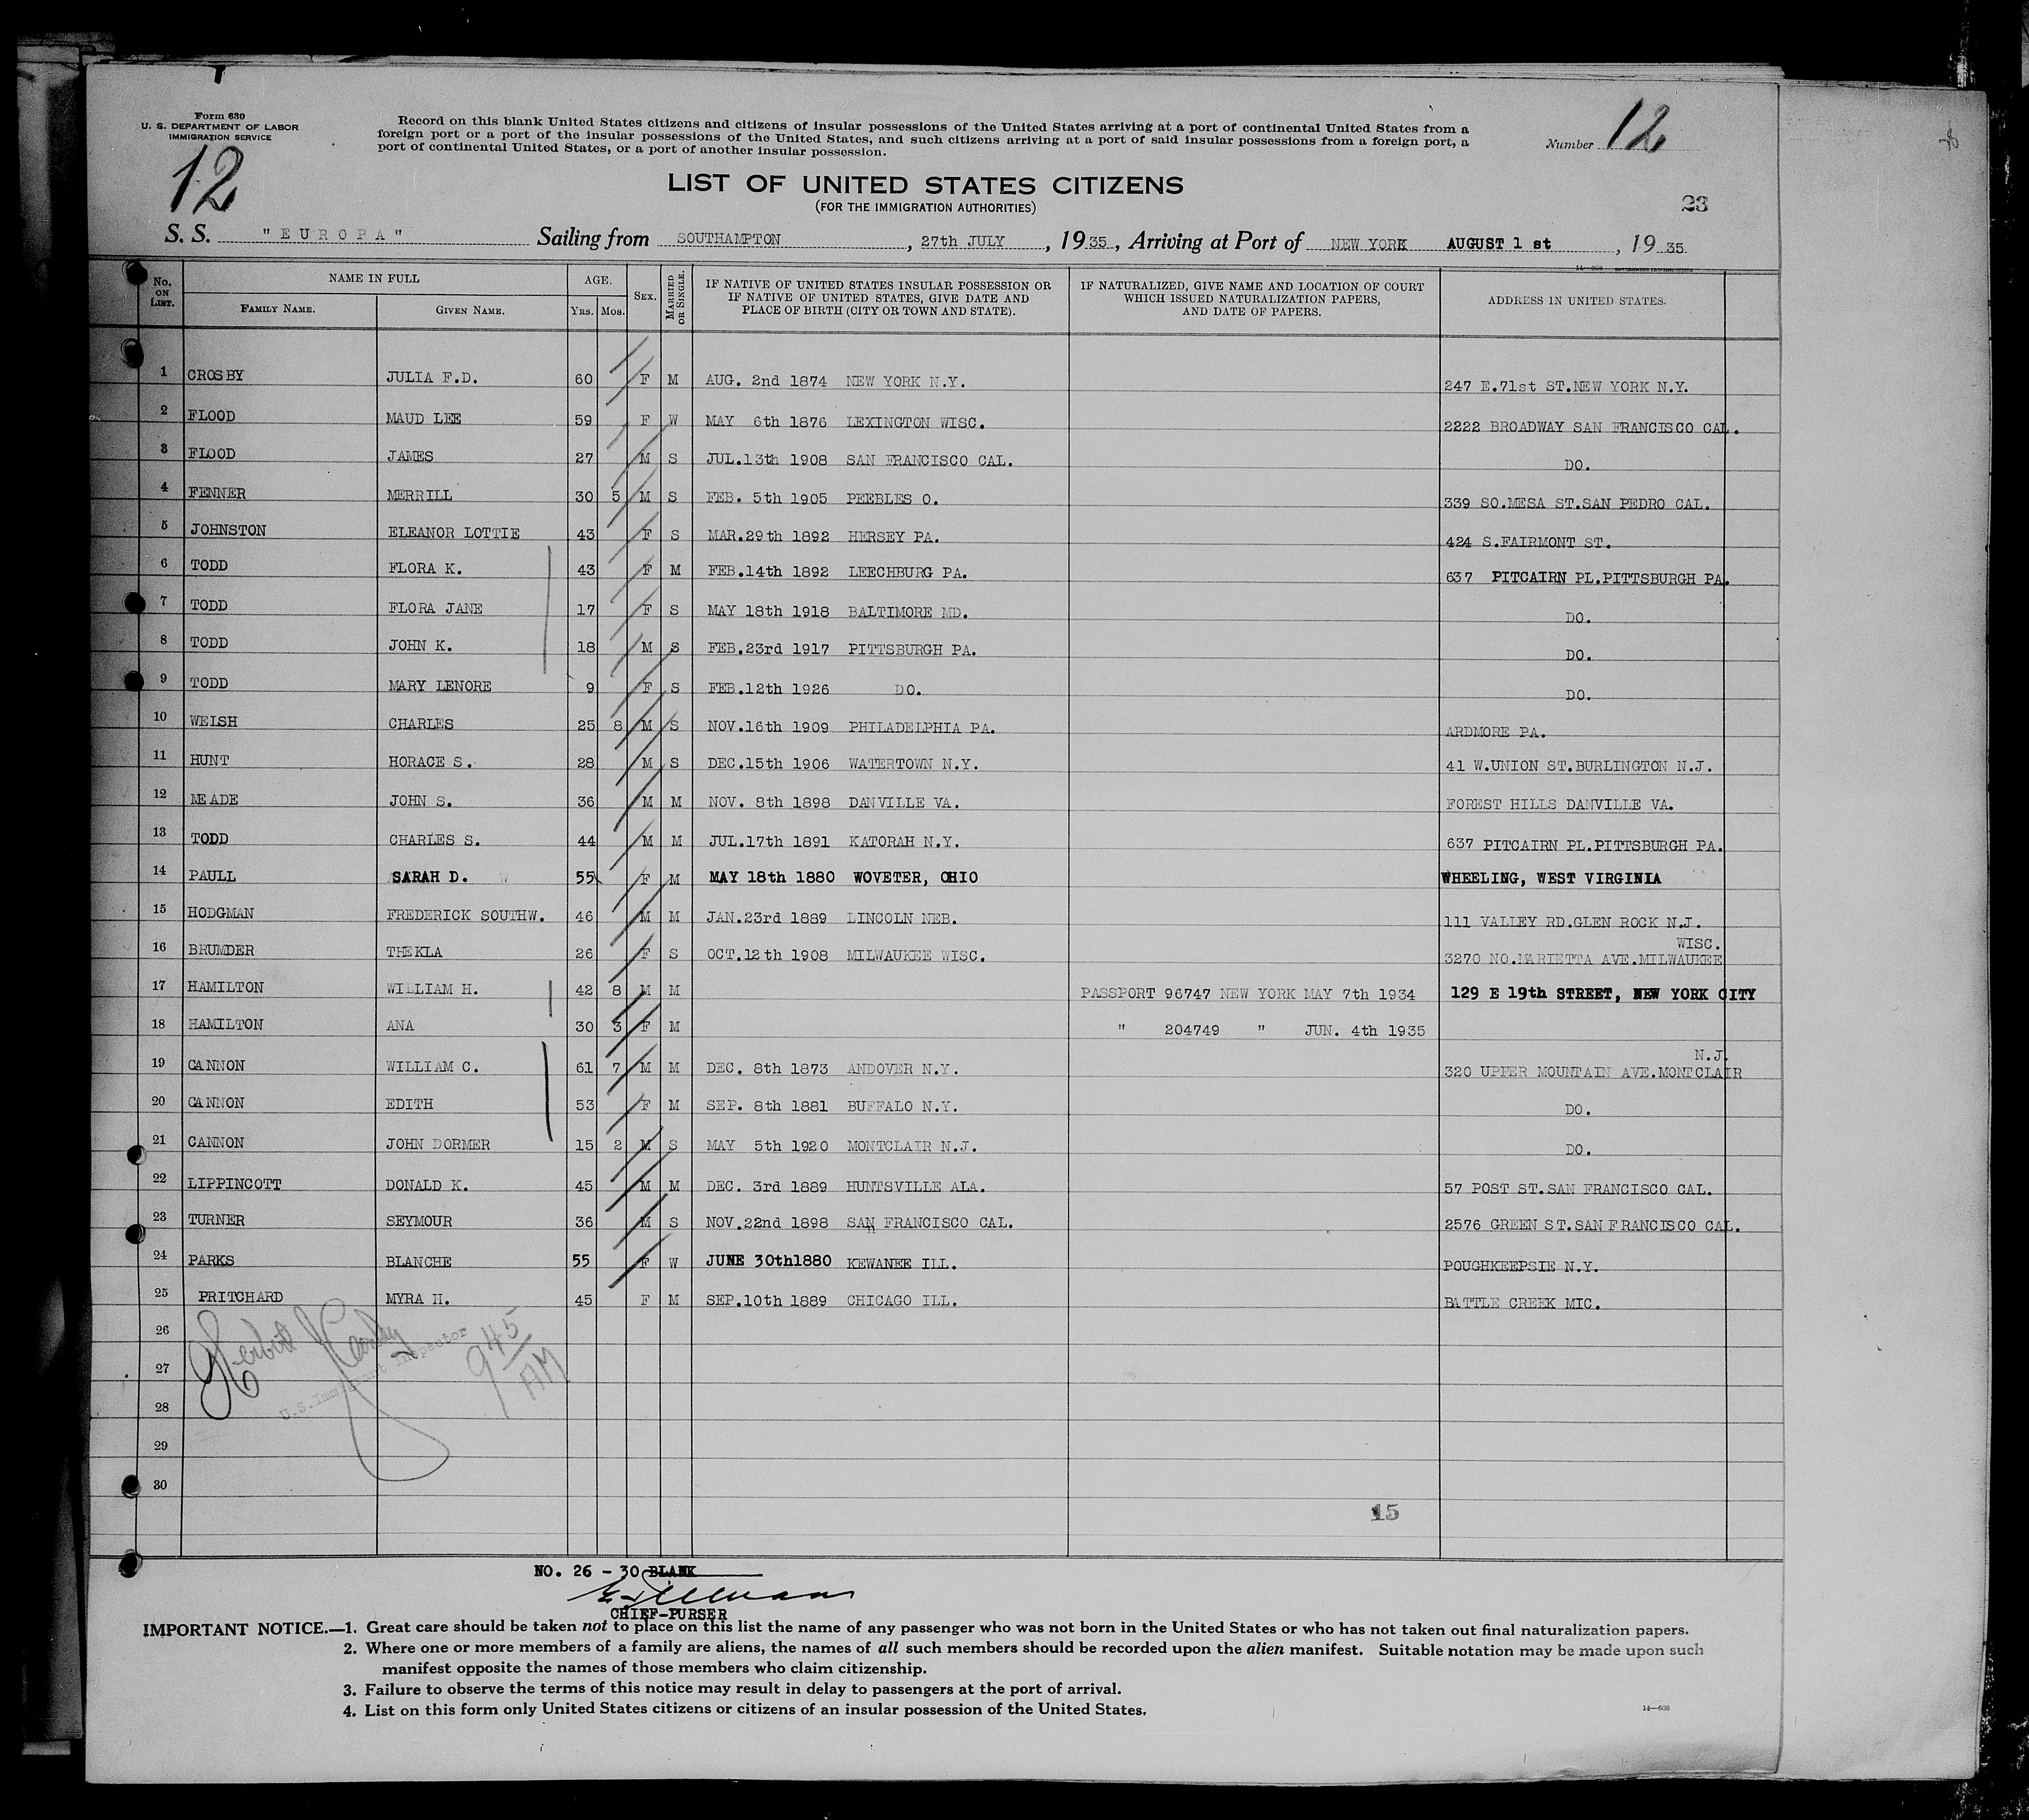 Form 630
U. S. DEPARTMENT OF LABOR
IMMIGRATION SERVICE
12
Record on this blank United States citizens and citizens of insular possessions of the United States arriving at a port of continental United States from a
foreign port or a port of the insular possessions of the United States, and such citizens arriving at a port of said insular possessions from a foreign port, a
port of continental United States, or a port of another insular possession.
Number 12
LIST OF UNITED STATES CITIZENS
(FOR THE IMMIGRATION AUTHORITIES)
23
S. S. "EUROPA" Sailing from SOUTHAMPTON, 27th JULY, 1935, Arriving at Port of NEW YORK AUGUST 1 st, 1935.
No. ON LIST. NAME IN FULL FAMILY NAME. GIVEN NAME. AGE. YRS. MOS. SEX. MARRIED OR SINGLE. IF NATIVE OF UNITED STATES INSULAR POSSESSION OR IF NATIVE OF UNITED STATES, GIVE DATE AND PLACE OF BIRTH (CITY OR TOWN AND STATE). IF NATURALIZED, GIVE NAME AND LOCATION OF COURT WHICH ISSUED NATURALIZATION PAPERS, AND DATE OF PAPERS. ADDRESS IN UNITED STATES.
1 CROSBY JULIA F.D. 60 F M AUG. 2nd 1874 NEW YORK N.Y. 247 E.71st ST.NEW YORK N.Y.
2 FLOOD MAUD LEE 59 F W MAY 6th 1876 LEXINGTON WISC. 2222 BROADWAY SAN FRANCISCO CAL.
3 FLOOD JAMES 27 M S JUL.13th 1908 SAN FRANCISCO CAL. DO.
4 FENNER MERRILL 30 5 M S FEB. 5th 1905 PEEBLES O. 339 SO.MESA ST.SAN PEDRO CAL.
5 JOHNSTON ELEANOR LOTTIE 43 F S MAR.29th 1892 HERSEY PA. 424 S.FAIRMONT ST.
6 TODD FLORA K. 43 F M FEB.14th 1892 LEECHBURG PA. 637 PITCAIRN PL.PITTSBURGH PA.
7 TODD FLORA JANE 17 F S MAY 18th 1918 BALTIMORE MD. DO.
8 TODD JOHN K. 18 M S FEB.23rd 1917 PITTSBURGH PA. DO.
9 TODD MARY LENORE 9 F S FEB.12th 1926 DO. DO.
10 WELSH CHARLES 25 8 M S NOV.16th 1909 PHILADELPHIA PA. ARDMORE PA.
11 HUNT HORACE S. 28 M S DEC.15th 1906 WATERTOWN N.Y. 41 W.UNION ST.BURLINGTON N.J.
12 MEADE JOHN S. 36 M M NOV. 8th 1898 DANVILLE VA. FOREST HILLS DANVILLE VA.
13 TODD CHARLES S. 44 M M JUL.17th 1891 KATORAH N.Y. 637 PITCAIRN PL.PITTSBURGH PA.
14 PAULL SARAH D. 55 F M MAY 18th 1880 WOVETER, OHIO WHEELING, WEST VIRGINIA
15 HODGMAN FREDERICK SOUTHW. 46 M M JAN.23rd 1889 LINCOLN NEB. 111 VALLEY RD.GLEN ROCK N.J.
16 BRUMDER THEKLA 26 F S OCT.12th 1908 MILWAUKEE WISC. 3270 NO.MARIETTA AVE.MILWAUKEE WISC.
17 HAMILTON WILLIAM H. 42 8 M M PASSPORT 96747 NEW YORK MAY 7th 1934 129 E 19th STREET, NEW YORK CITY
18 HAMILTON ANA 30 3 F M " 204749 " JUN. 4th 1935
19 CANNON WILLIAM C. 61 7 M M DEC. 8th 1873 ANDOVER N.Y. 320 UPPER MOUNTAIN AVE.MONTCLAIR N.J.
20 CANNON EDITH 53 F M SEP. 8th 1881 BUFFALO N.Y. DO.
21 CANNON JOHN DORMER 15 2 M S MAY 5th 1920 MONTCLAIR N.J. DO.
22 LIPPINCOTT DONALD K. 45 M M DEC. 3rd 1889 HUNTSVILLE ALA. 57 POST ST.SAN FRANCISCO CAL.
23 TURNER SEYMOUR 36 M S NOV.22nd 1898 SAN FRANCISCO CAL. 2576 GREEN ST.SAN FRANCISCO CAL.
24 PARKS BLANCHE 55 F W JUNE 30th1880 KEWANEE ILL. POUGHKEEPSIE N.Y.
25 PRITCHARD MYRA H. 45 F M SEP.10th 1889 CHICAGO ILL. BATTLE CREEK MIC.
26
27
28
29
30
Herbert
U.S. Immigrant Inspector
9 45 AM
15
NO. 26 - 30 BLANK
CHIEF-PURSER
IMPORTANT NOTICE.—1. Great care should be taken not to place on this list the name of any passenger who was not born in the United States or who has not taken out final naturalization papers.
2. Where one or more members of a family are aliens, the names of all such members should be recorded upon the alien manifest. Suitable notation may be made upon such
manifest opposite the names of those members who claim citizenship.
3. Failure to observe the terms of this notice may result in delay to passengers at the port of arrival.
4. List on this form only United States citizens or citizens of an insular possession of the United States.